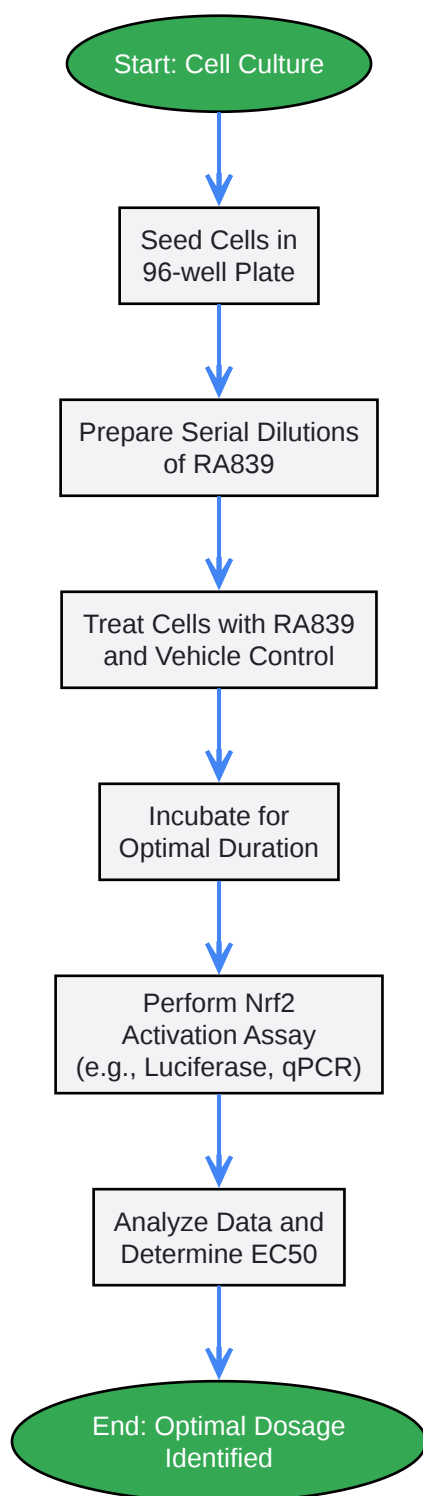 Start: Cell Culture
Seed Cells in
96-well Plate
Prepare Serial Dilutions
of RA839
Treat Cells with RA839
and Vehicle Control
Incubate for
Optimal Duration
Perform Nrf2
Activation Assay
(e.g., Luciferase, qPCR)
Analyze Data and
Determine EC50
End: Optimal Dosage
Identified